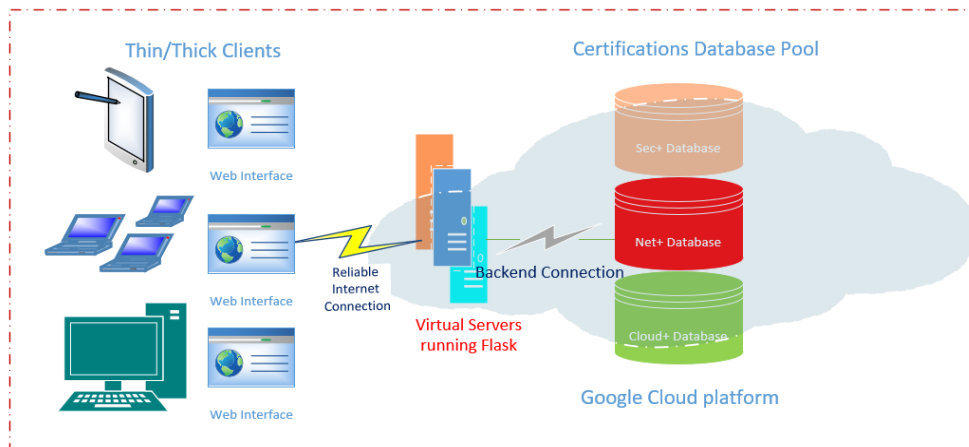 Thin/Thick Clients
Certifications Database Pool
Web Interface
Web Interface
Web Interface
Reliable
Internet
Connection
Virtual Servers
running Flask
Backend Connection
Sec+ Database
Net+ Database
Cloud+ Database
Google Cloud platform